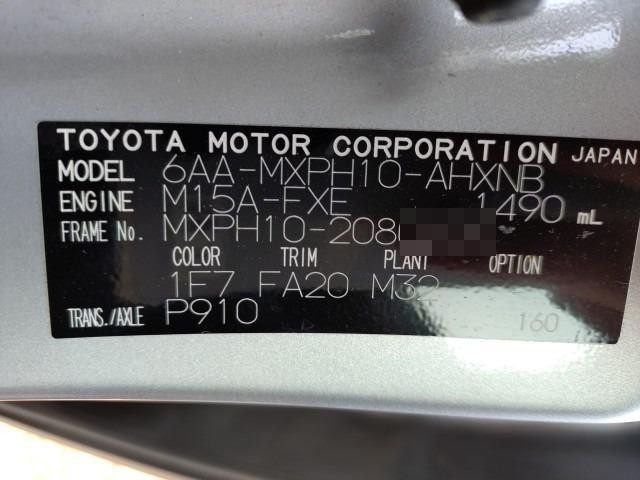 TOYOTA MOTOR CORPORATION JAPAN
MODEL 6AA-MXPH10-AHXNB
ENGINE M15A-FXE 1490 mL
FRAME No. MXPH10-208
COLOR TRIM PLANT OPTION
1F7 FA20 M32
TRANS./AXLE P910 160